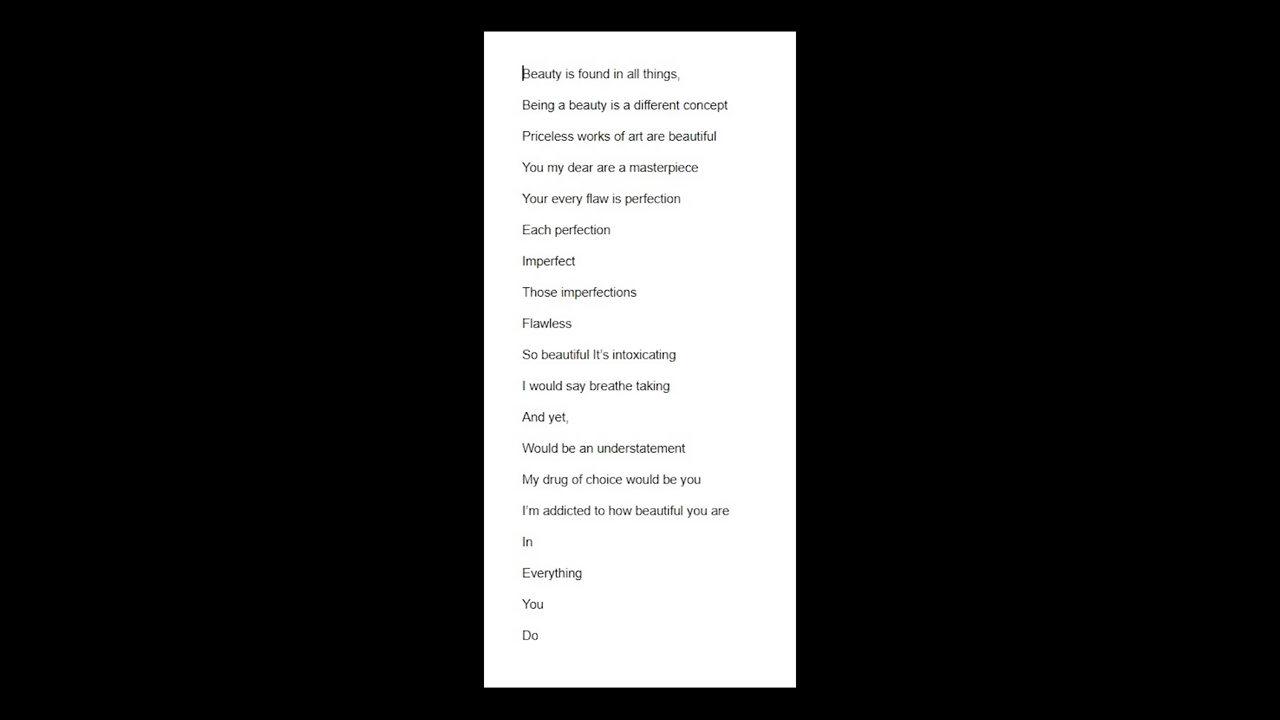 Beauty is found in all things,
Being a beauty is a different concept
Priceless works of art are beautiful
You my dear are a masterpiece
Your every flaw is perfection
Each perfection
Imperfect
Those imperfections
Flawless
So beautiful It's intoxicating
I would say breathe taking
And yet,
Would be an understatement
My drug of choice would be you
I'm addicted to how beautiful you are
In
Everything
You
Do